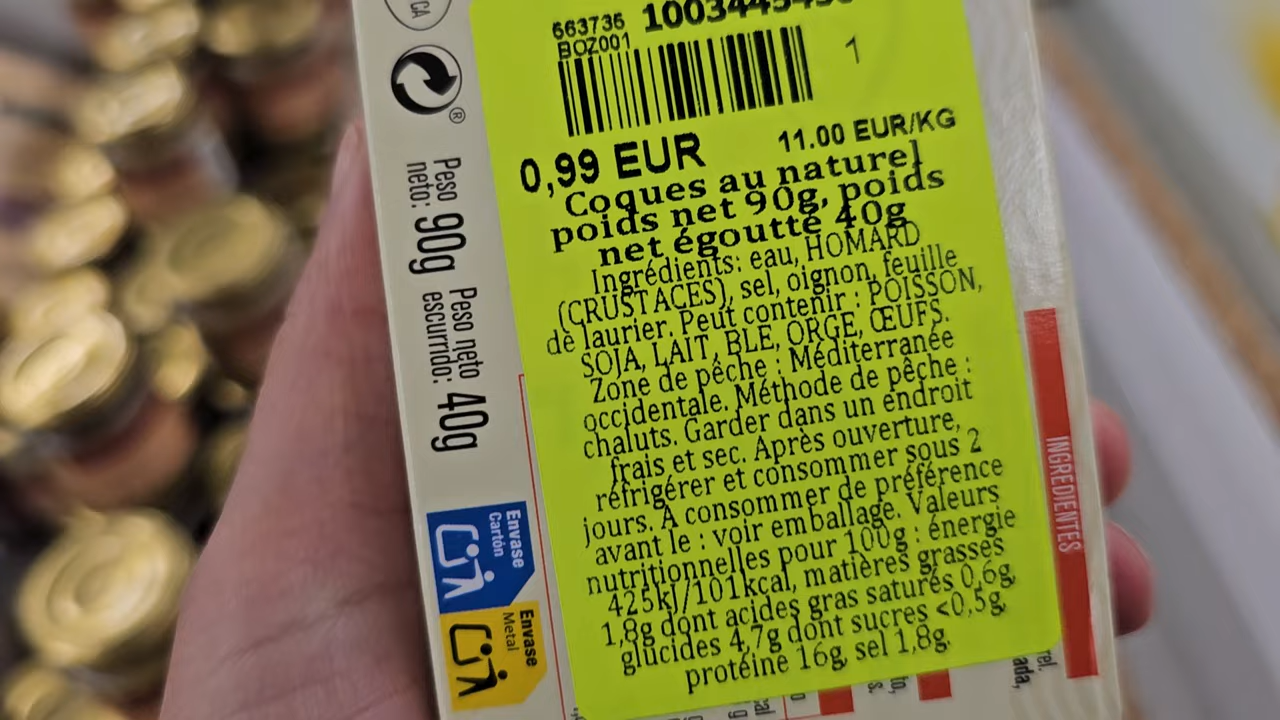 CA
®
Peso
neto: 90g
Peso neto
escurrido: 40g
Envase
Cartón
Envase
Metal
663736
BOZ001
1
0,99 EUR
11.00 EUR/KG
Coques au naturel
poids net 90g, poids
net égoutté 40g
Ingrédients: eau, HOMARD
(CRUSTACES), sel, oignon, feuille
de laurier. Peut contenir : POISSON,
SOJA, LAIT, BLE, ORGE, ŒUFS.
Zone de pêche : Méditerranée
occidentale. Méthode de pêche :
chaluts. Garder dans un endroit
frais et sec. Après ouverture,
réfrigérer et consommer sous 2
jours. A consommer de préférence
avant le : voir emballage. Valeurs
nutritionnelles pour 100g : énergie
425kJ/101kcal, matières grasses
1,8g dont acides gras saturés 0,6g,
glucides 4,7g dont sucres <0,5g,
protéine 16g, sel 1,8g.
INGREDIENTES